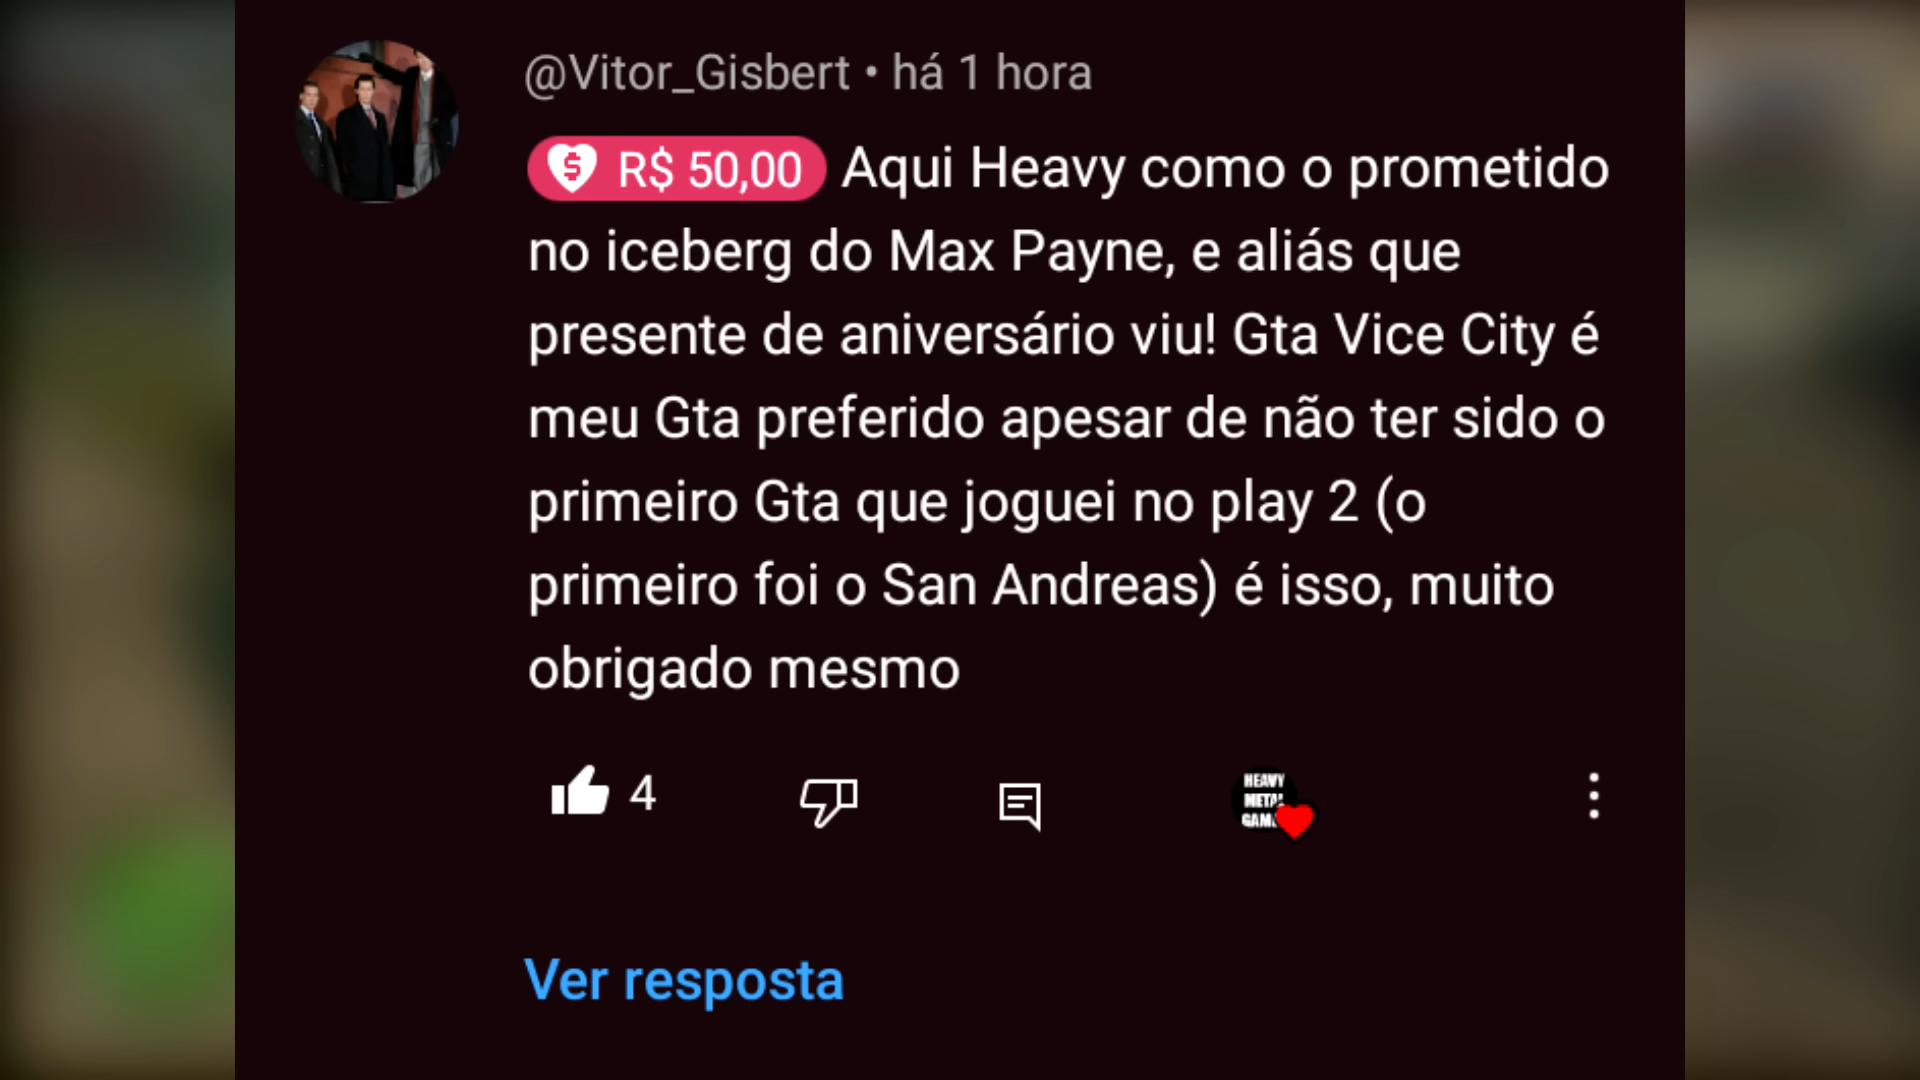 @Vitor_Gisbert • há 1 hora
R$ 50,00 Aqui Heavy como o prometido
no iceberg do Max Payne, e aliás que
presente de aniversário viu! Gta Vice City é
meu Gta preferido apesar de não ter sido o
primeiro Gta que joguei no play 2 (o
primeiro foi o San Andreas) é isso, muito
obrigado mesmo
4
HEAVY
Ver resposta